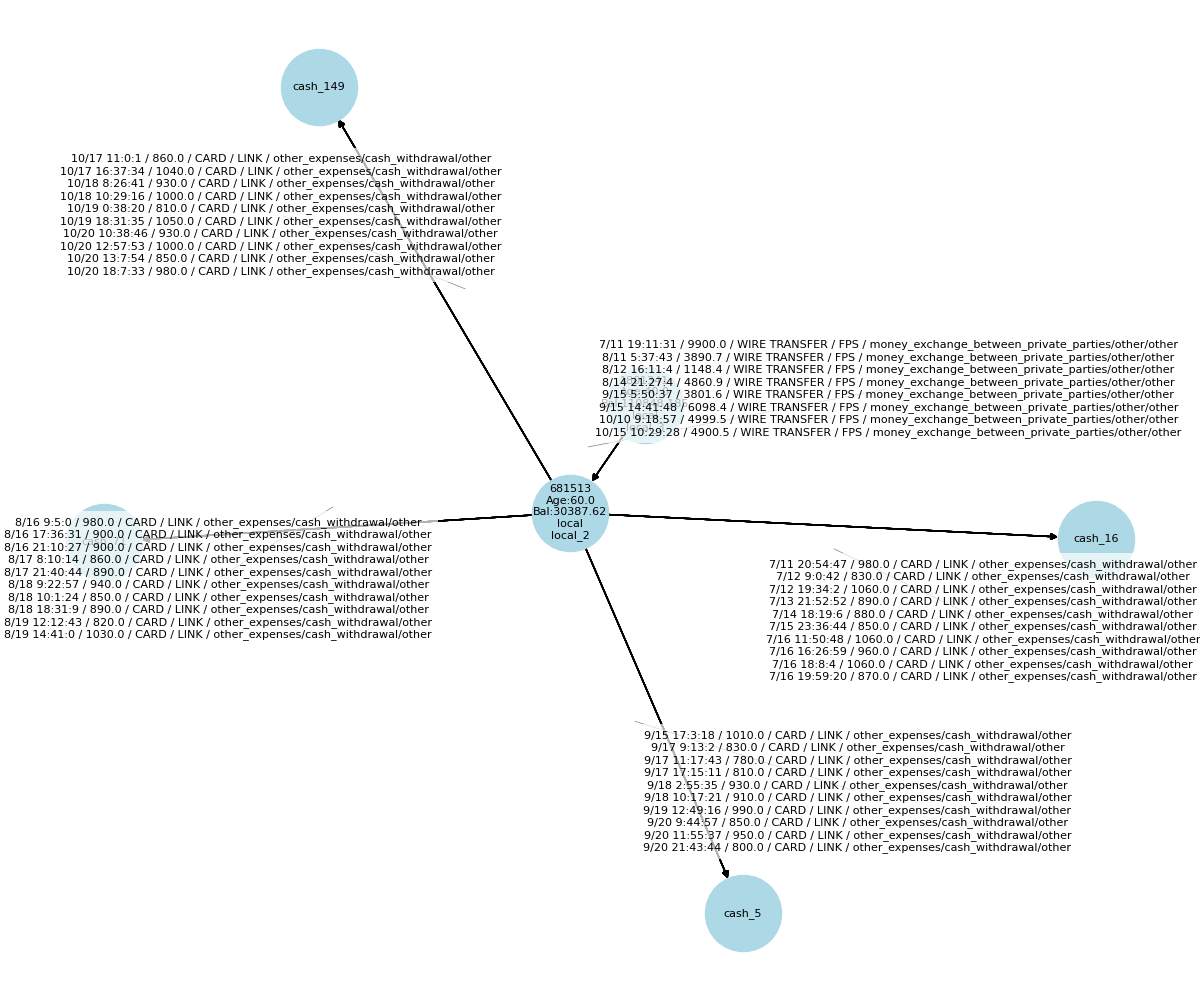 cash_149
10/17 11:0:1 / 860.0 / CARD / LINK / other_expenses/cash_withdrawal/other
10/17 16:37:34 / 1040.0 / CARD / LINK / other_expenses/cash_withdrawal/other
10/18 8:26:41 / 930.0 / CARD / LINK / other_expenses/cash_withdrawal/other
10/18 10:29:16 / 1000.0 / CARD / LINK / other_expenses/cash_withdrawal/other
10/19 0:38:20 / 810.0 / CARD / LINK / other_expenses/cash_withdrawal/other
10/19 18:31:35 / 1050.0 / CARD / LINK / other_expenses/cash_withdrawal/other
10/20 10:38:46 / 930.0 / CARD / LINK / other_expenses/cash_withdrawal/other
10/20 12:57:53 / 1000.0 / CARD / LINK / other_expenses/cash_withdrawal/other
10/20 13:7:54 / 850.0 / CARD / LINK / other_expenses/cash_withdrawal/other
10/20 18:7:33 / 980.0 / CARD / LINK / other_expenses/cash_withdrawal/other
7/11 19:11:31 / 9900.0 / WIRE TRANSFER / FPS / money_exchange_between_private_parties/other/other
8/11 5:37:43 / 3890.7 / WIRE TRANSFER / FPS / money_exchange_between_private_parties/other/other
8/12 16:11:4 / 1148.4 / WIRE TRANSFER / FPS / money_exchange_between_private_parties/other/other
8/14 21:27:4 / 4860.9 / WIRE TRANSFER / FPS / money_exchange_between_private_parties/other/other
9/15 5:50:37 / 3801.6 / WIRE TRANSFER / FPS / money_exchange_between_private_parties/other/other
9/15 14:41:48 / 6098.4 / WIRE TRANSFER / FPS / money_exchange_between_private_parties/other/other
10/10 9:18:57 / 4999.5 / WIRE TRANSFER / FPS / money_exchange_between_private_parties/other/other
10/15 10:29:28 / 4900.5 / WIRE TRANSFER / FPS / money_exchange_between_private_parties/other/other
681513
Age:60.0
Bal:30387.62
local
local_2
8/16 9:5:0 / 980.0 / CARD / LINK / other_expenses/cash_withdrawal/other
8/16 17:36:31 / 900.0 / CARD / LINK / other_expenses/cash_withdrawal/other
8/16 21:10:27 / 900.0 / CARD / LINK / other_expenses/cash_withdrawal/other
8/17 8:10:14 / 860.0 / CARD / LINK / other_expenses/cash_withdrawal/other
8/17 21:40:44 / 890.0 / CARD / LINK / other_expenses/cash_withdrawal/other
8/18 9:22:57 / 940.0 / CARD / LINK / other_expenses/cash_withdrawal/other
8/18 10:1:24 / 850.0 / CARD / LINK / other_expenses/cash_withdrawal/other
8/18 18:31:9 / 890.0 / CARD / LINK / other_expenses/cash_withdrawal/other
8/19 12:12:43 / 820.0 / CARD / LINK / other_expenses/cash_withdrawal/other
8/19 14:41:0 / 1030.0 / CARD / LINK / other_expenses/cash_withdrawal/other
cash_16
7/11 20:54:47 / 980.0 / CARD / LINK / other_expenses/cash_withdrawal/other
7/12 9:0:42 / 830.0 / CARD / LINK / other_expenses/cash_withdrawal/other
7/12 19:34:2 / 1060.0 / CARD / LINK / other_expenses/cash_withdrawal/other
7/13 21:52:52 / 890.0 / CARD / LINK / other_expenses/cash_withdrawal/other
7/14 18:19:6 / 880.0 / CARD / LINK / other_expenses/cash_withdrawal/other
7/15 23:36:44 / 850.0 / CARD / LINK / other_expenses/cash_withdrawal/other
7/16 11:50:48 / 1060.0 / CARD / LINK / other_expenses/cash_withdrawal/other
7/16 16:26:59 / 960.0 / CARD / LINK / other_expenses/cash_withdrawal/other
7/16 18:8:4 / 1060.0 / CARD / LINK / other_expenses/cash_withdrawal/other
7/16 19:59:20 / 870.0 / CARD / LINK / other_expenses/cash_withdrawal/other
9/15 17:3:18 / 1010.0 / CARD / LINK / other_expenses/cash_withdrawal/other
9/17 9:13:2 / 830.0 / CARD / LINK / other_expenses/cash_withdrawal/other
9/17 11:17:43 / 780.0 / CARD / LINK / other_expenses/cash_withdrawal/other
9/17 17:15:11 / 810.0 / CARD / LINK / other_expenses/cash_withdrawal/other
9/18 2:55:35 / 930.0 / CARD / LINK / other_expenses/cash_withdrawal/other
9/18 10:17:21 / 910.0 / CARD / LINK / other_expenses/cash_withdrawal/other
9/19 12:49:16 / 990.0 / CARD / LINK / other_expenses/cash_withdrawal/other
9/20 9:44:57 / 850.0 / CARD / LINK / other_expenses/cash_withdrawal/other
9/20 11:55:37 / 950.0 / CARD / LINK / other_expenses/cash_withdrawal/other
9/20 21:43:44 / 800.0 / CARD / LINK / other_expenses/cash_withdrawal/other
cash_5